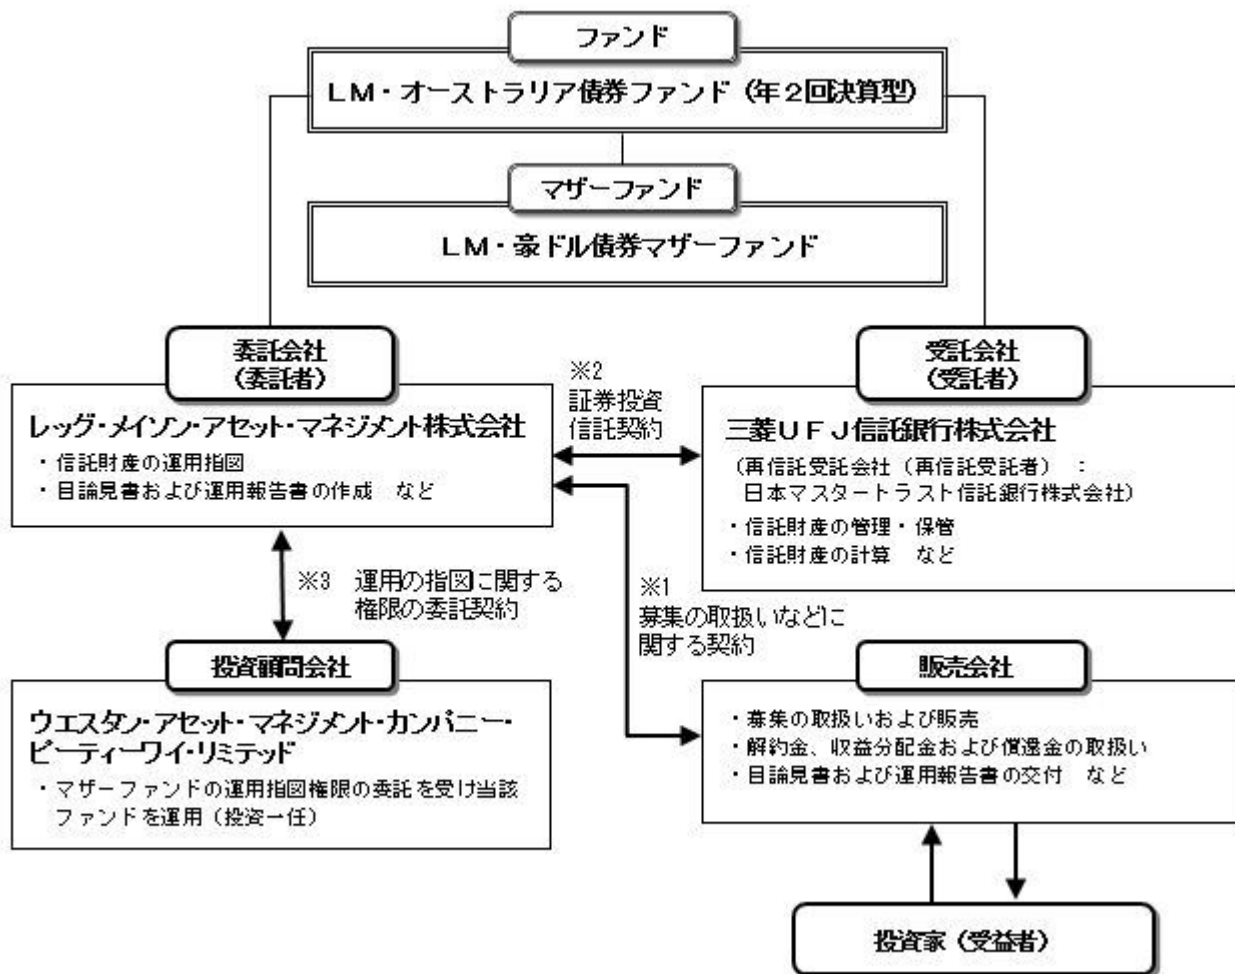 ファンド
LM・オーストラリア債券ファンド（年２回決算型）
マザーファンド
LM・豪ドル債券マザーファンド
委託会社
（委託者）
レッグ・メイソン・アセット・マネジメント株式会社
・信託財産の運用指図
・目論見書および運用報告書の作成　など
※2
証券投資
信託契約
受託会社
（受託者）
三菱ＵＦＪ信託銀行株式会社
（再信託受託会社（再信託受託者）：
日本マスタートラスト信託銀行株式会社）
・信託財産の管理・保管
・信託財産の計算　など
※3　運用の指図に関する
権限の委託契約
※1
募集の取扱いなどに
関する契約
投資顧問会社
ウエスタン・アセット・マネジメント・カンパニー・
ピーティーワイ・リミテッド
・マザーファンドの運用指図権限の委託を受け当該
ファンドを運用（投資一任）
販売会社
・募集の取扱いおよび販売
・解約金、収益分配金および償還金の取扱い
・目論見書および運用報告書の交付　など
投資家（受益者）